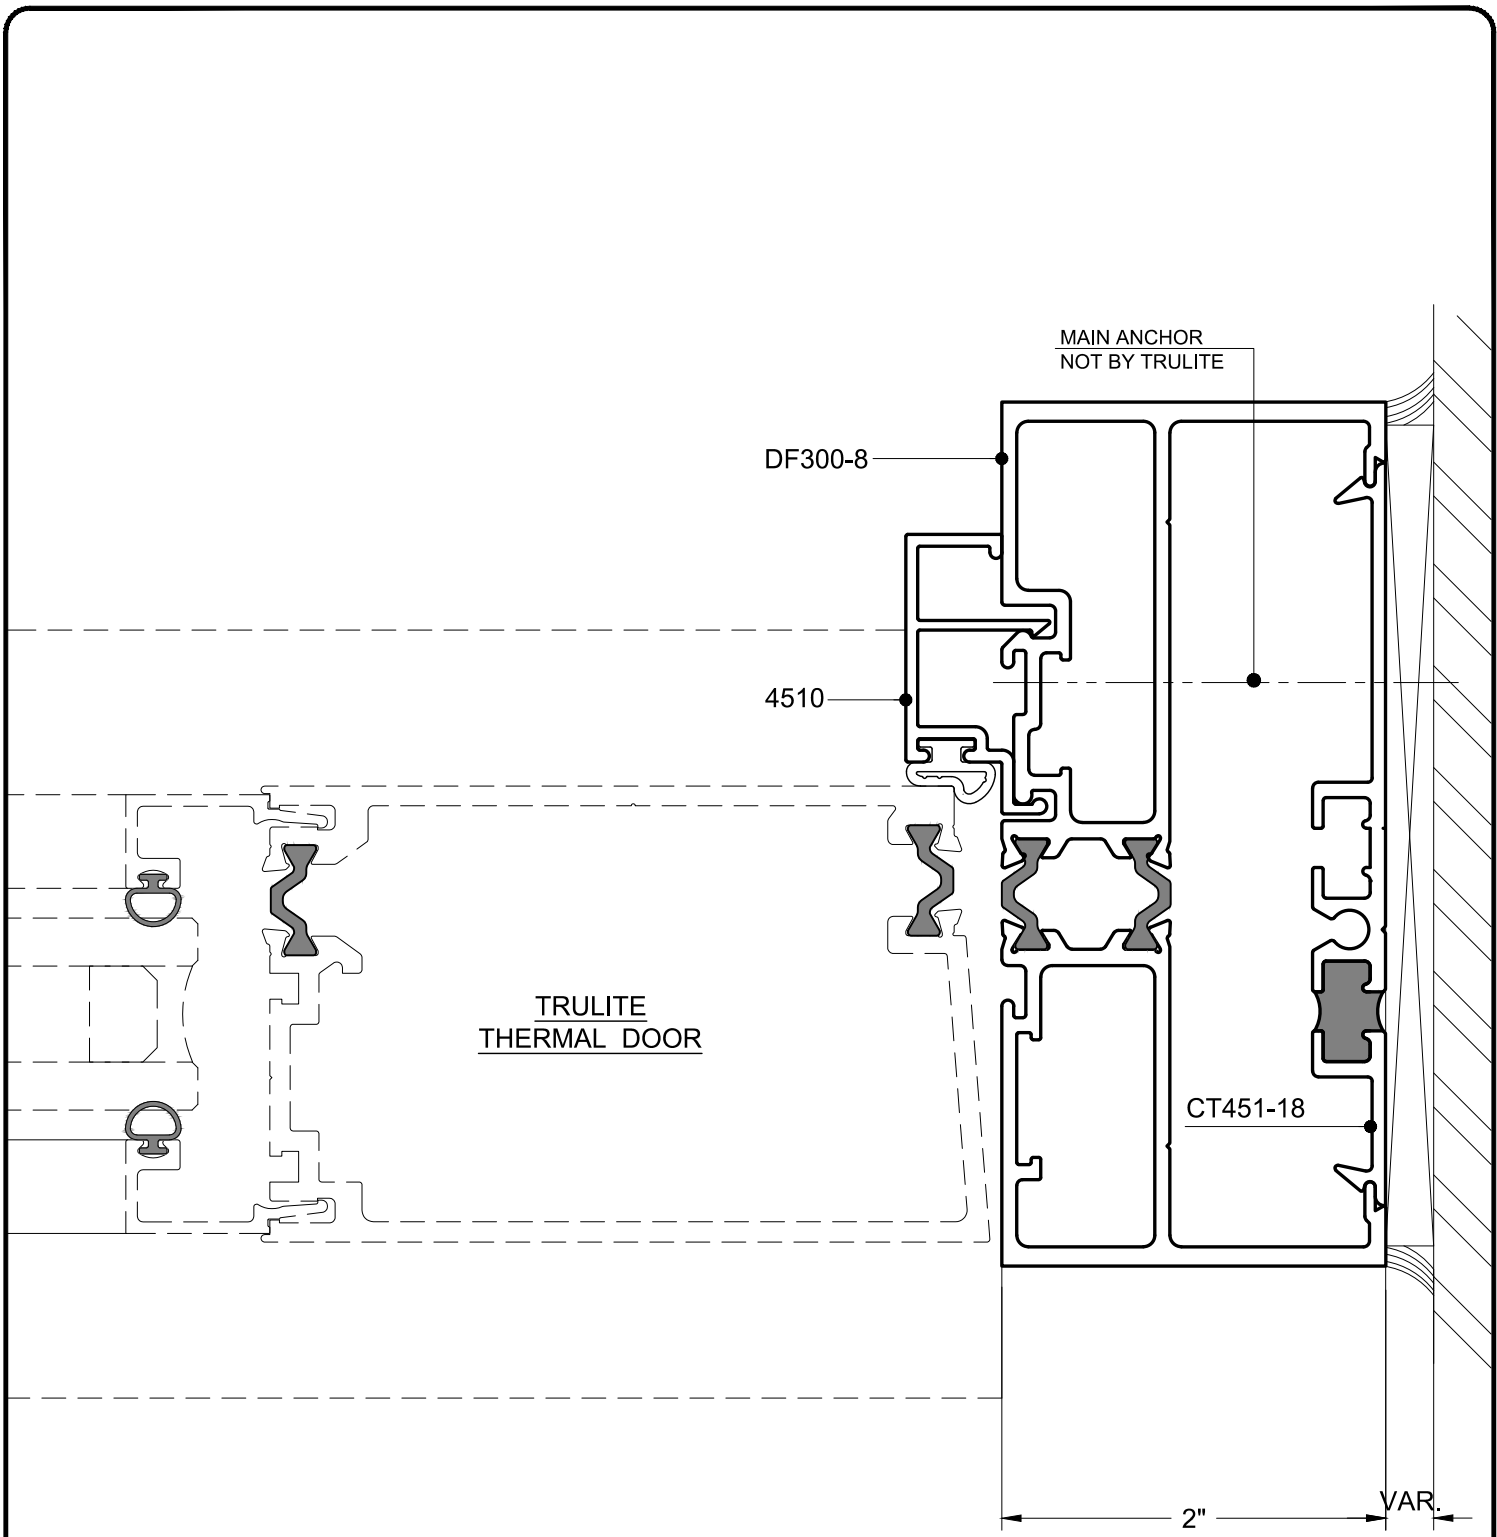 MAIN ANCHOR
NOT BY TRULITE
DF300-8
4510
TRULITE
THERMAL DOOR
CT451-18
VAR.
2"